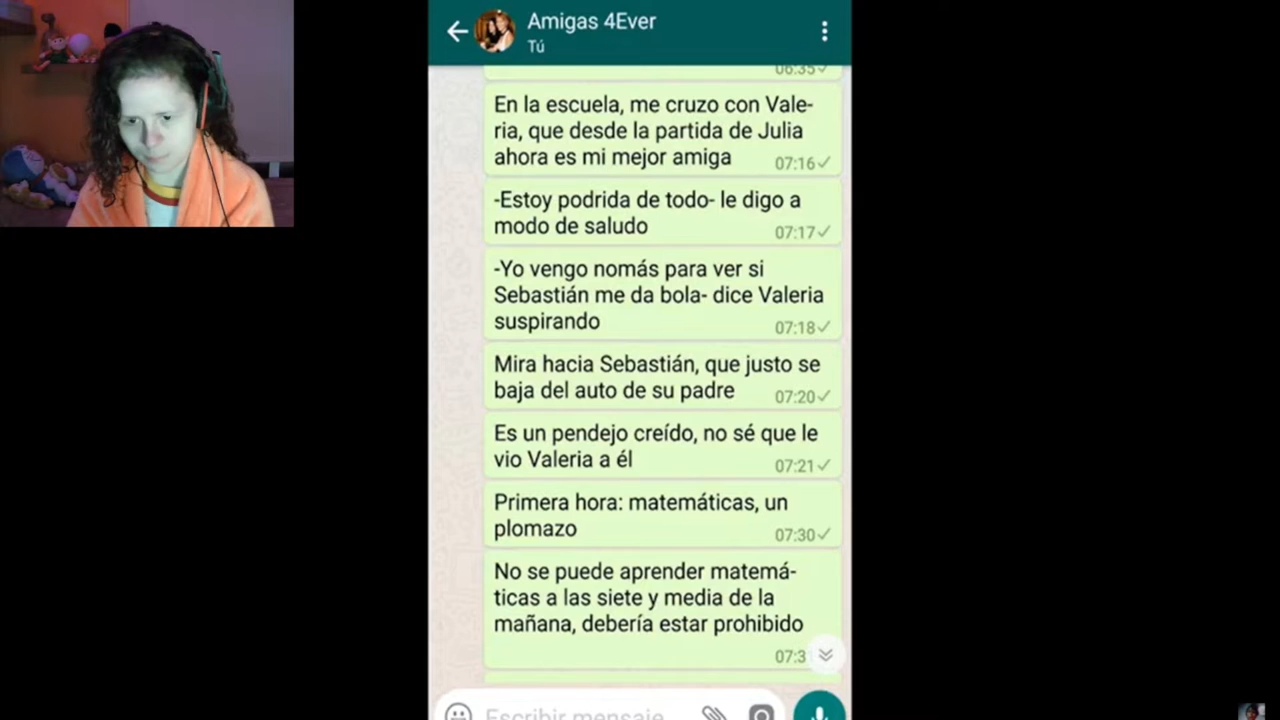 Amigas 4Ever
Tú
06:35
En la escuela, me cruzo con Vale-
ria, que desde la partida de Julia
ahora es mi mejor amiga
07:16
-Estoy podrida de todo- le digo a
modo de saludo
07:17
-Yo vengo nomás para ver si
Sebastián me da bola- dice Valeria
suspirando
07:18
Mira hacia Sebastián, que justo se
baja del auto de su padre
07:20
Es un pendejo creído, no sé que le
vio Valeria a él
07:21
Primera hora: matemáticas, un
plomazo
07:30
No se puede aprender matemá-
ticas a las siete y media de la
mañana, debería estar prohibido
07:3
Escribir mensaje